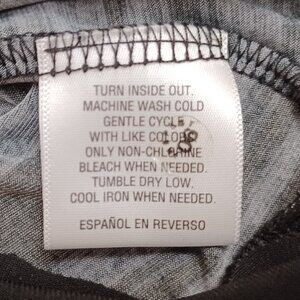 TURN INSIDE OUT.
MACHINE WASH COLD
GENTLE CYCLE
WITH LIKE COLORS
ONLY NON-CHLORINE
BLEACH WHEN NEEDED.
TUMBLE DRY LOW.
COOL IRON WHEN NEEDED.
ESPAÑOL EN REVERSO